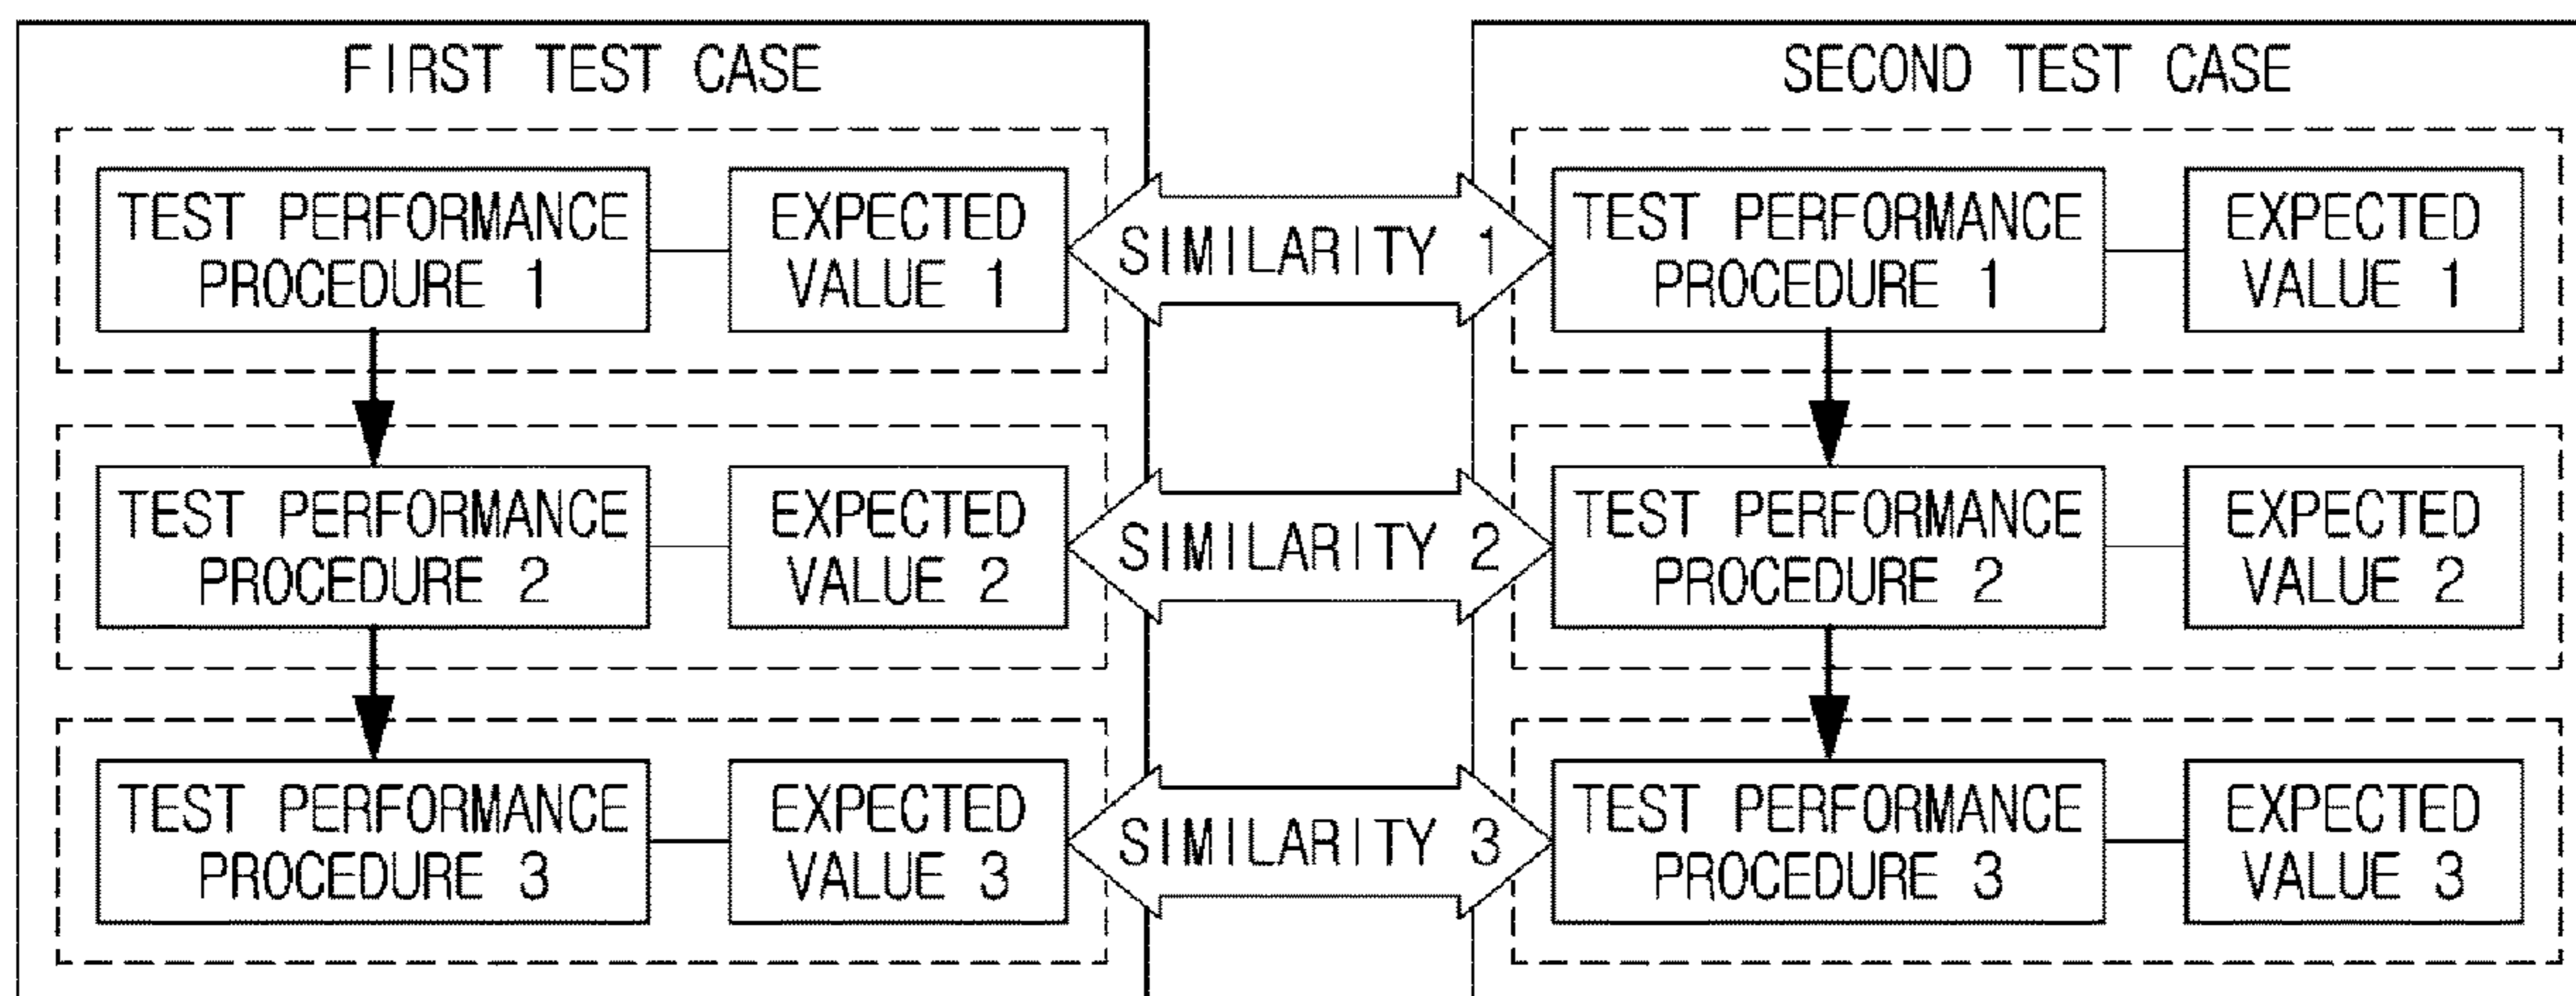 FIRST TEST CASE
TEST PERFORMANCE
PROCEDURE 1
EXPECTED
VALUE 1
TEST PERFORMANCE
PROCEDURE 2
EXPECTED
VALUE 2
TEST PERFORMANCE
PROCEDURE 3
EXPECTED
VALUE 3
SIMILARITY 1
SIMILARITY 2
SIMILARITY 3
SECOND TEST CASE
TEST PERFORMANCE
PROCEDURE 1
EXPECTED
VALUE 1
TEST PERFORMANCE
PROCEDURE 2
EXPECTED
VALUE 2
TEST PERFORMANCE
PROCEDURE 3
EXPECTED
VALUE 3